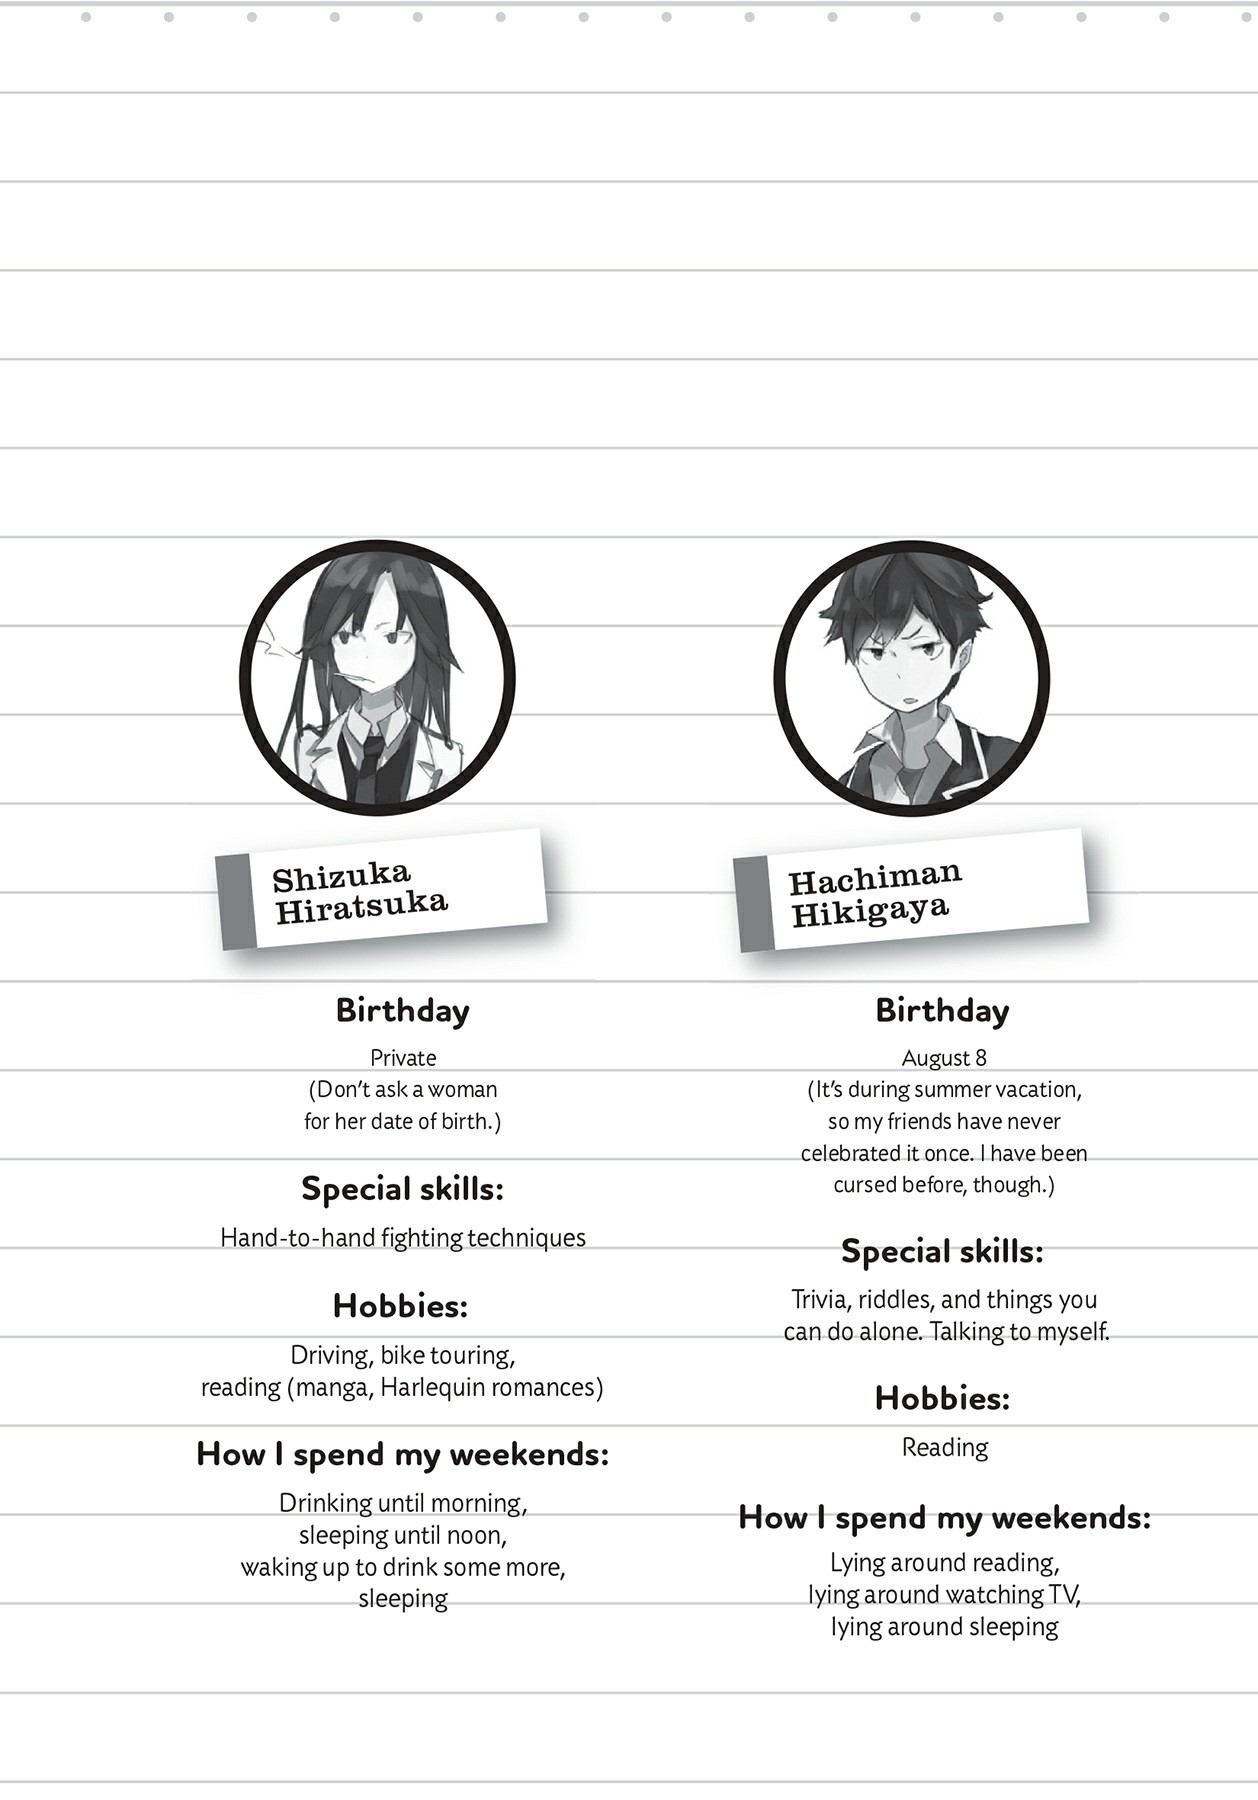 Shizuka
Hiratsuka
Birthday
Private
(Don't ask a woman
for her date of birth.)
Special skills:
Hand-to-hand fighting techniques
Hobbies:
Driving, bike touring,
reading (manga, Harlequin romances)
How I spend my weekends:
Drinking until morning,
sleeping until noon,
waking up to drink some more,
sleeping
Hachiman
Hikigaya
Birthday
August 8
(It's during summer vacation,
so my friends have never
celebrated it once. I have been
cursed before, though.)
Special skills:
Trivia, riddles, and things you
can do alone. Talking to myself.
Hobbies:
Reading
How I spend my weekends:
Lying around reading,
lying around watching TV,
lying around sleeping